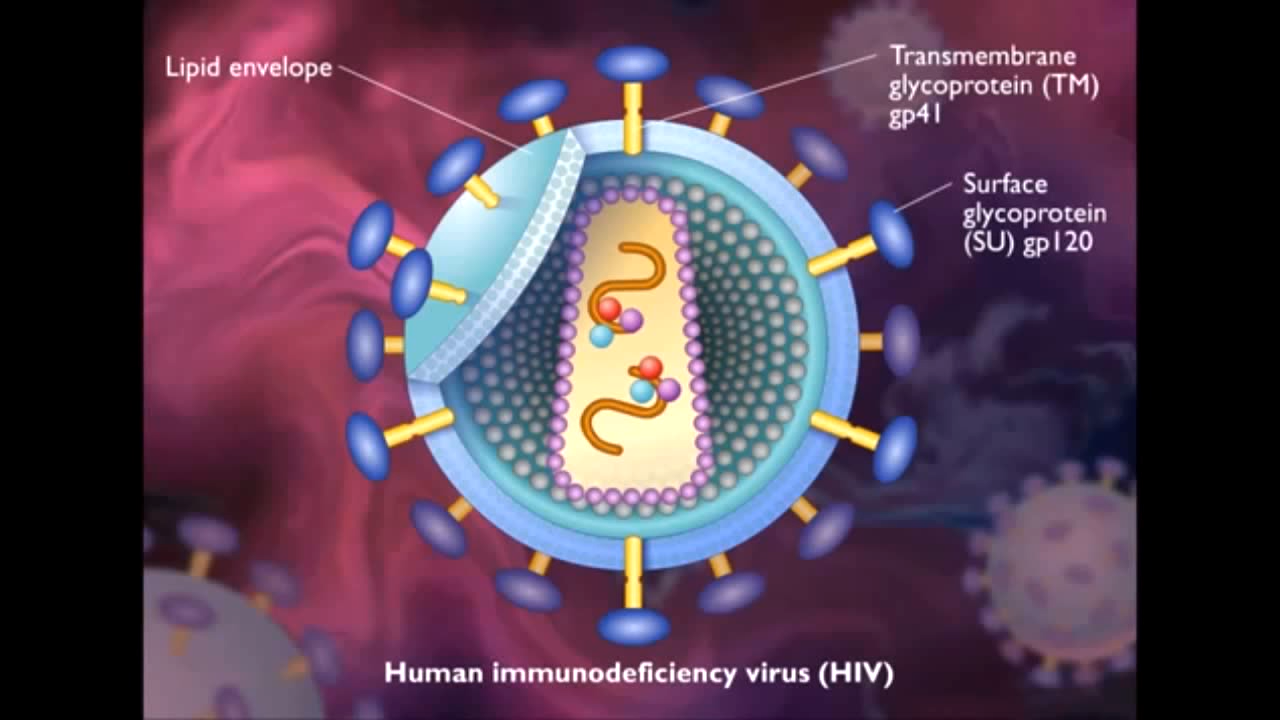 Lipid envelope
Transmembrane
glycoprotein (TM)
gp41
Surface
glycoprotein
(SU) gp120
Human immunodeficiency virus (HIV)